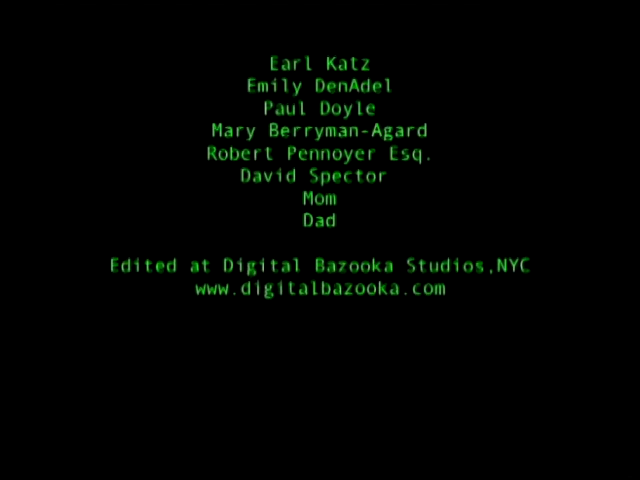 Earl Katz
Emily DenAdel
Paul Doyle
Mary Berryman-Agard
Robert Pennoyer Esq.
David Spector
Mom
Dad
Edited at Digital Bazooka Studios,NYC
www.digitalbazooka.com